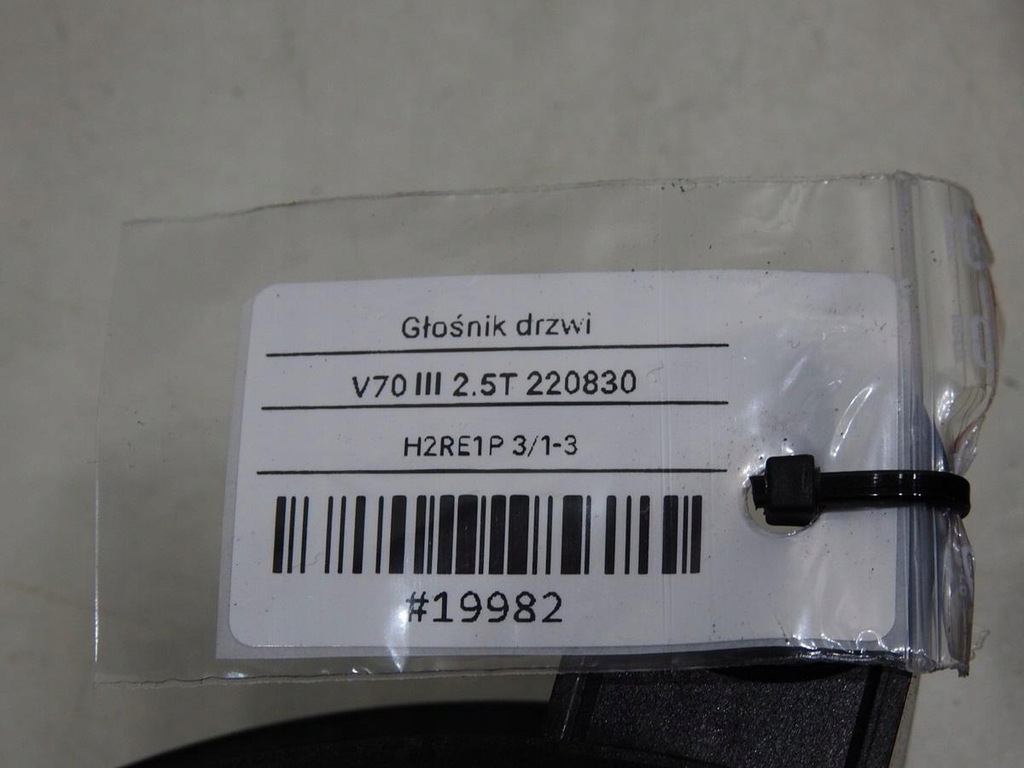 Głośnik drzwi
V70 III 2.5T 220830
H2RE1P 3/1-3
#19982